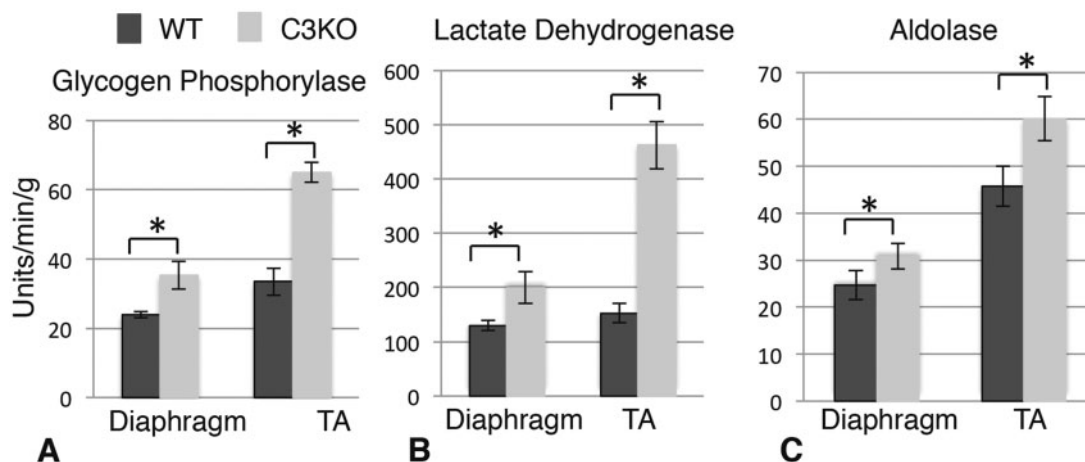 WT C3KO
Glycogen Phosphorylase
Units/min/g
80
60
40
20
0
*
*
Diaphragm TA
A
Lactate Dehydrogenase
600
500
400
300
200
100
0
*
*
Diaphragm TA
B
Aldolase
70
60
50
40
30
20
10
0
*
*
Diaphragm TA
C